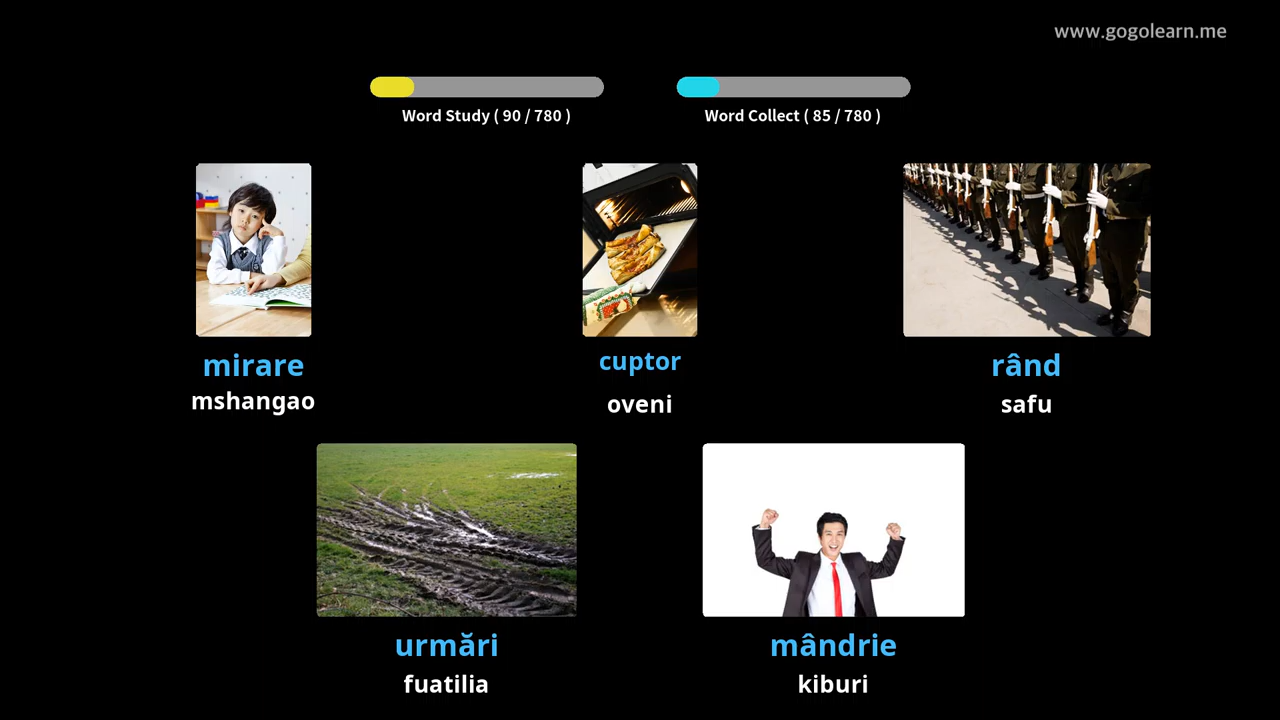 www.gogolearn.me
Word Study ( 90 / 780 )
Word Collect ( 85 / 780 )
mirare
mshangao
cuptor
oveni
rând
safu
urmări
fuatilia
mândrie
kiburi